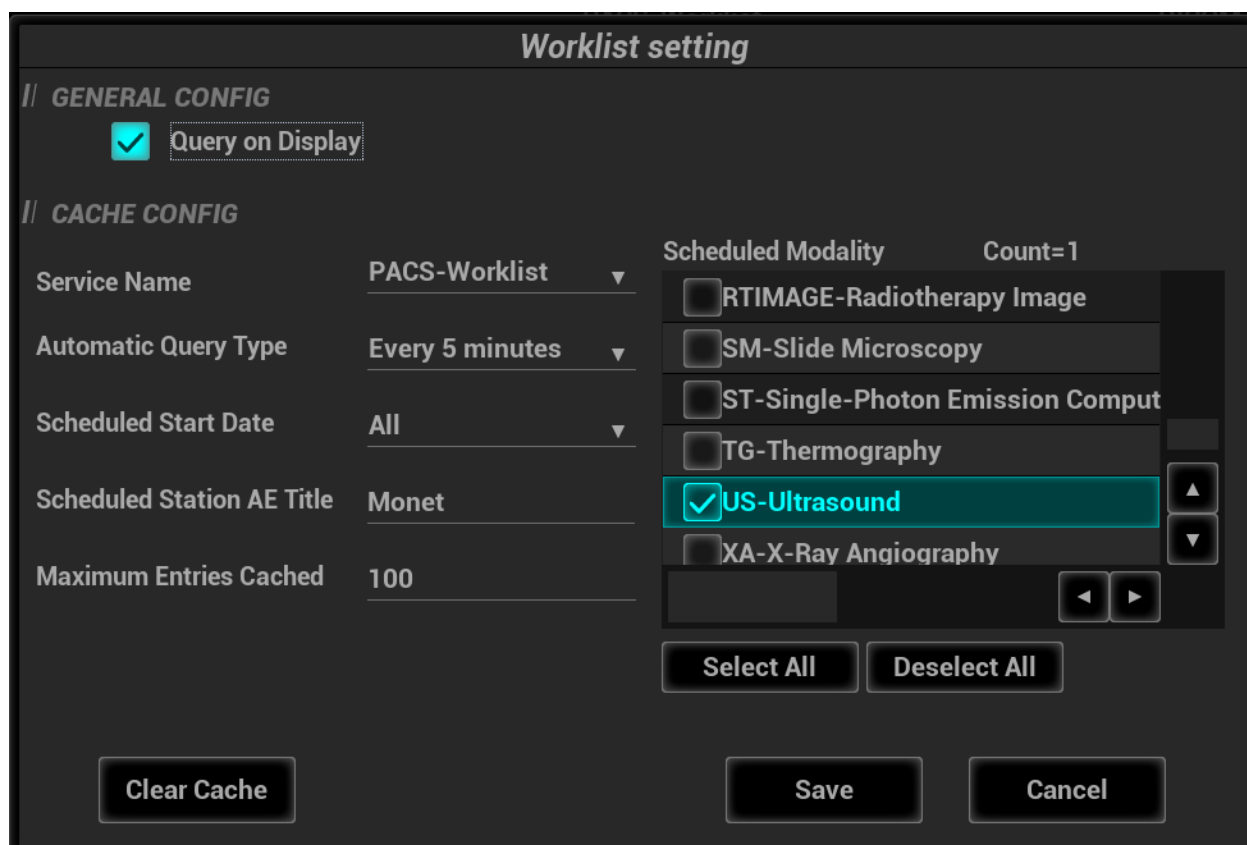 Worklist setting
// GENERAL CONFIG
Query on Display
// CACHE CONFIG
Service Name
PACS-Worklist
Automatic Query Type
Every 5 minutes
Scheduled Start Date
All
Scheduled Station AE Title
Monet
Maximum Entries Cached
100
Scheduled Modality Count=1
RTIMAGE-Radiotherapy Image
SM-Slide Microscopy
ST-Single-Photon Emission Comput
TG-Thermography
US-Ultrasound
XA-X-Ray Angiography
Select All Deselect All
Clear Cache Save Cancel